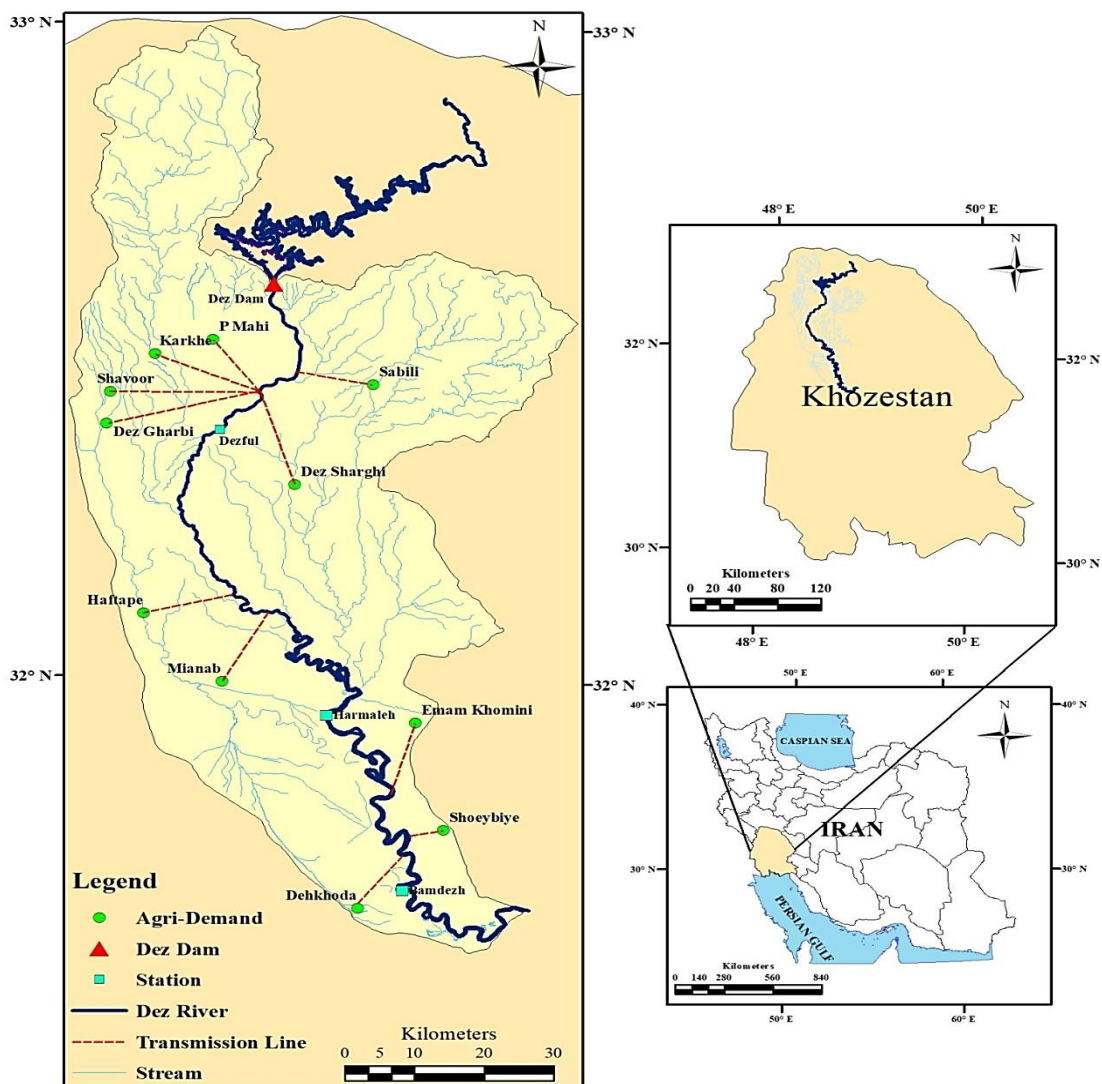 33° N
33° N
N
Dez Dam
P Mahi
Karkhe
Shavoor
Sabili
Dez Gharbi
Dezful
Dez Sharghi
Haftape
Mianab
32° N
32° N
Harmaleh
Emam Khomini
Shoeybiye
Dehkhoda
Bamdezh
Legend
Agri-Demand
Dez Dam
Station
Dez River
Transmission Line
Stream
Kilometers
0 5 10 20 30
48° E 50° E
N
32° N
32° N
Khozestan
30° N
30° N
Kilometers
0 20 40 80 120
48° E 50° E
50° E 60° E
40° N
40° N
N
CASPIAN SEA
IRAN
30° N
30° N
PERSIAN GULF
Kilometers
0 140 280 560 840
50° E 60° E